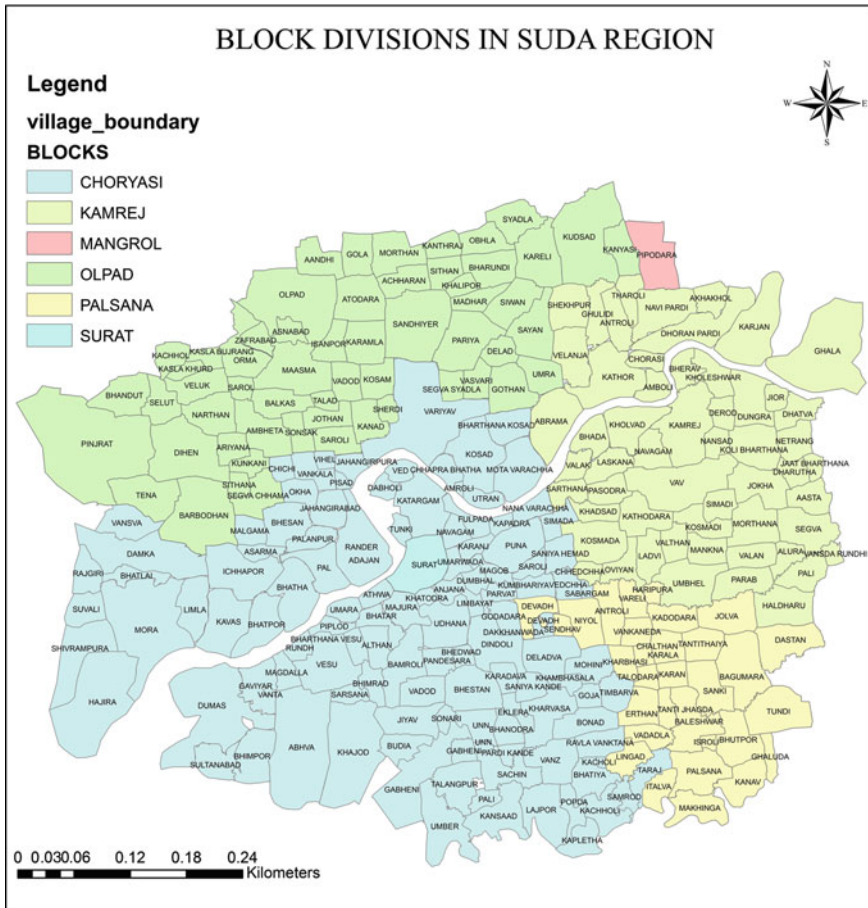 BLOCK DIVISIONS IN SUDA REGION
Legend
village_boundary
BLOCKS
CHORYASI
KAMREJ
MANGROL
OLPAD
PALSANA
SURAT
N
W E
S
SYADLA
KUDSAD
KANTHRAJ OBHLA
KANYASI
GOLA MORTHAN
PIPODARA
AANDHI
KARELI
SITHAN BHARUNDI
ACHHARAN
KHALIPOR
OLPAD
THAROLI
AKHAKHOL
ATODARA
MADHAR SIWAN
SHEKHPUR
NAVI PARDI
GHULIDI
KARJAN
ANTROLI
SANDHIYER
SAYAN
ASNABAD
DHORAN PARDI
ZAFRABAD
ISANPOR KARAMLA
PARIYA
GHALA
KASLA BUJRANG
KACHHOL
ORMA
DELAD
VELANJA
CHORASI
KASLA KHURD
MAASMA
BHERAV
KATHOR
KHOLESHWAR
VELUK
SAROL
VADOD KOSAM
VASVARI
UMRA
AMBOLI
BHANDUT
SEGVA SYADLA
GOTHAN
JIOR
SELUT
BALKAS
TALAD
SHERDI
VARIYAV
DEROD DUNGRA
DHATVA
NARTHAN
JOTHAN
ABRAMA
KHOLVAD
KAMREJ
PINJRAT
AMBHETA
SONSAK
KANAD
BHARTHANA KOSAD
BHADA
NANSAD
NETRANG
SAROLI
NAVAGAM
KOLI BHARTHANA
DIHEN
ARIYANA
KOSAD
VALAK
LASKANA
JAAT BHARTHANA
KUNKANI
CHICHI
VIHEL
JAHANGIRPURA
VED
CHHAPRA BHATHA
MOTA VARACHHA
DHARUTHA
VANKALA
SITHANA
PISAD
DABHOLI
AMROLI
SARTHANA
PASODRA
VAV
JOKHA
AASTA
TENA
SEGVA CHHAMA
OKHA
KATARGAM
UTRAN
NANA VARACHHA
SIMADI
BARBODHAN
JAHANGIRABAD
KHADSAD
KATHODARA
MALGAMA
BHESAN
TUNKI
FULPADA
KAPADRA
SIMADA
KOSMADI
MORTHANA
SEGVA
VANSVA
PALANPUR
NAVAGAM
KOSMADA
VALTHAN
DAMKA
ASARMA
RANDER
KARANJ
PUNA
SANIYA HEMAD
LADVI
MANKNA
VALAN
ALURA
VANSDA RUNDHI
RAJGIRI
BHATLAI
ICHHAPOR
PAL
ADAJAN
SURAT
UMARWADA
MAGOB
SAROLI
CHHEDCHHA
OVIYAN
BHATHA
DUMBHAL
KUMBHARIYA
VEDCHHA
UMBHEL
PARAB
PALI
SUVALI
LIMLA
ATHWA
KHATODRA
ANJANA
PARVAT
SABARGAM
HARIPURA
VARELI
HALDHARU
KAVAS
BHATPOR
UMARA
MAJURA
LIMBAYAT
DEVADH
ANTROLI
MORA
BHATAR
UDHANA
GODADARA
DEVADH
NIYOL
KADODARA
JOLVA
PIPLOD
SENDHAV
VANKANEDA
DASTAN
SHIVRAMPURA
BHARTHANA VESU
DAKKHANWADA
CHALTHAN
TANTITHAIYA
RUNDH
ALTHAN
BHEDWAD
DINDOLI
KARALA
MAGDALLA
VESU
PANDESARA
DELADVA
KHARBHASI
BAMROLI
MOHINI
TALODARA
KARAN
BAGUMARA
HAJIRA
GAVIYAR
BHIMRAD
KARADAVA
KHAMBHASALA
SANKI
DUMAS
VANTA
SARSANA
VADOD
BHESTAN
SANIYA KANDE
GOJA
TIMBARVA
EKLERA
KHARVASA
ERTHAN
TANTI JHAGDA
TUNDI
JIYAV
SONARI
UNN
BONAD
BALESHWAR
BHANODRA
ABHVA
KHAJOD
BUDIA
UNN
VADADLA
ISROLI
BHUTPOR
SULTANABAD
BHIMPOR
GABHENI
PARDI KANDE
RAVLA VANKTANA
VANZ
LINGAD
GHALUDA
SACHIN
KACHOLI
TARAJ
PALSANA
GABHENI
TALANGPUR
BHATIYA
KANAV
PALI
SAMROD
ITALVA
LAJPOR
POPDA
KANSAAD
KACHHOLI
MAKHINGA
UMBER
KAPLETHA
0 0.03 0.06 0.12 0.18 0.24
Kilometers